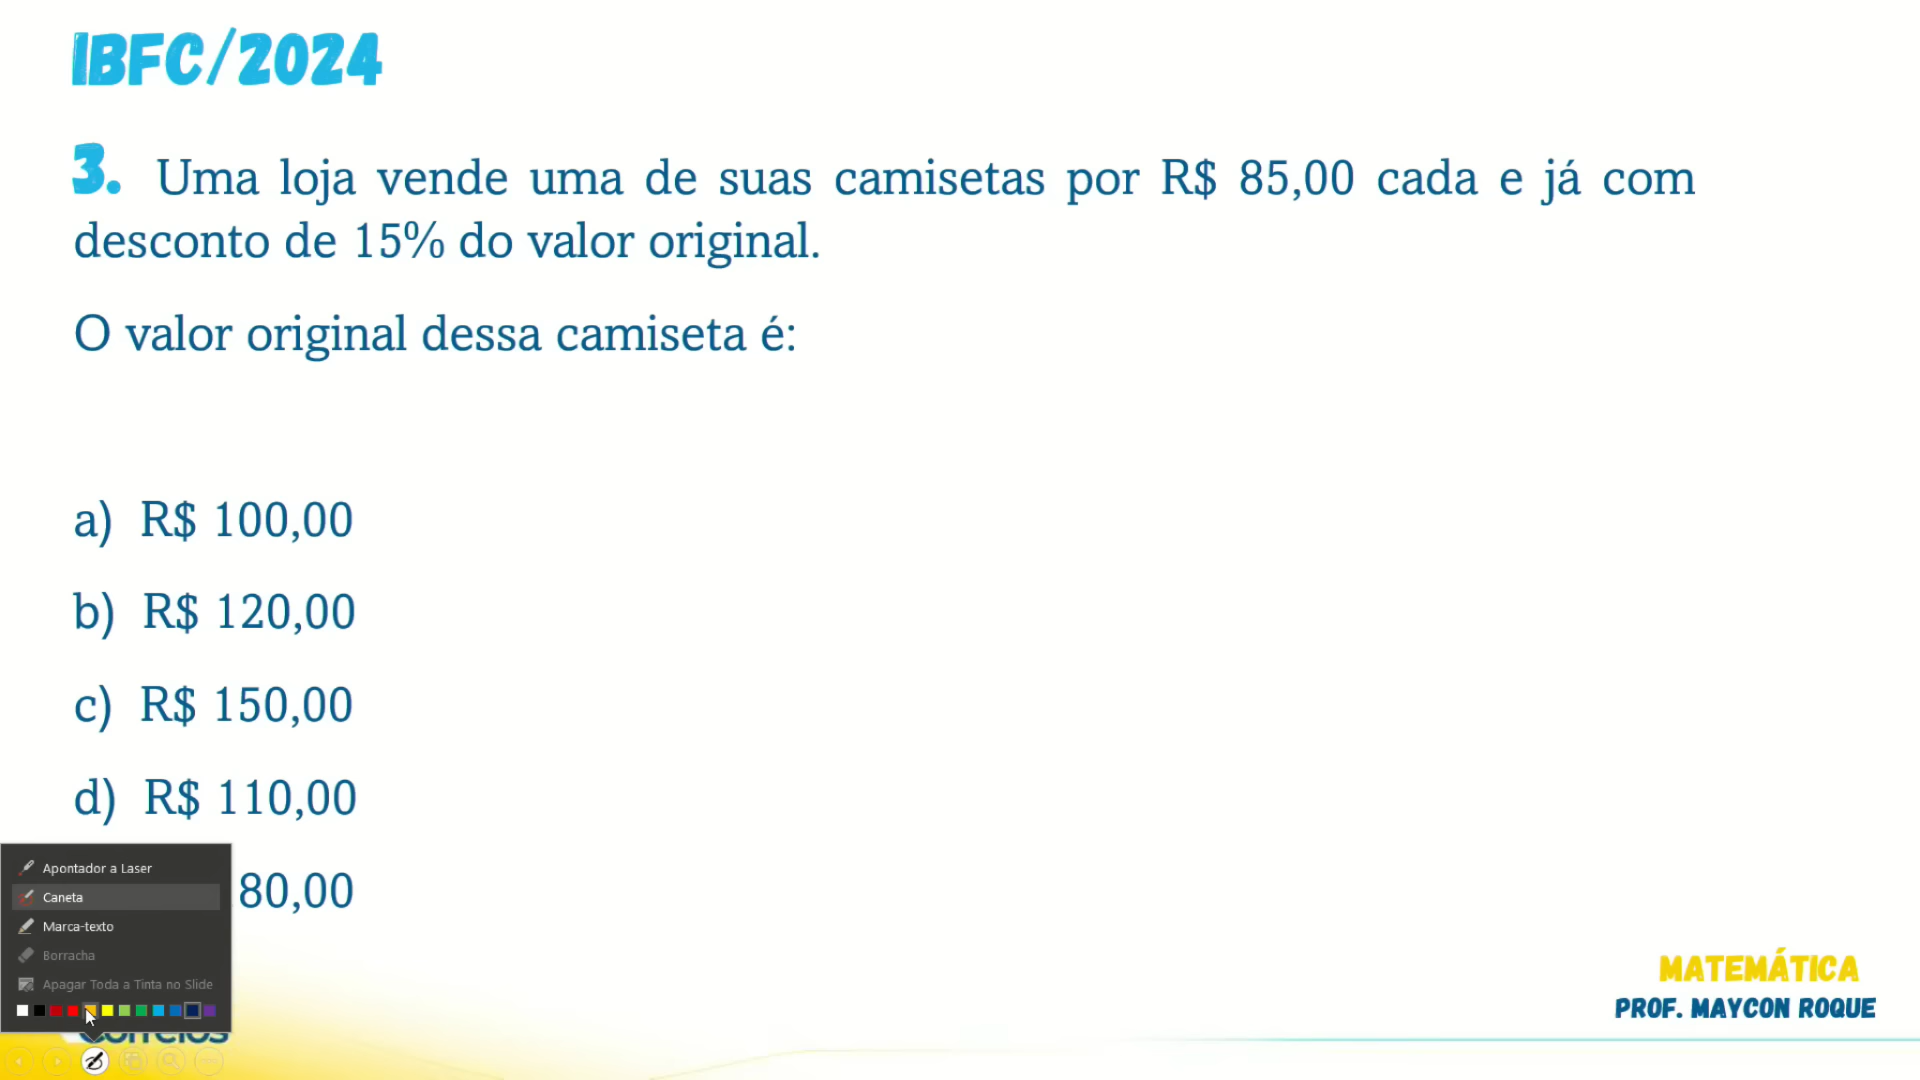 IBFC/2024
3. Uma loja vende uma de suas camisetas por R$ 85,00 cada e já com
desconto de 15% do valor original.
O valor original dessa camiseta é:
a) R$ 100,00
b) R$ 120,00
c) R$ 150,00
d) R$ 110,00
80,00
Apontador a Laser
Caneta
Marca-texto
Borracha
Apagar Toda a Tinta no Slide
Correios
MATEMÁTICA
PROF. MAYCON ROQUE